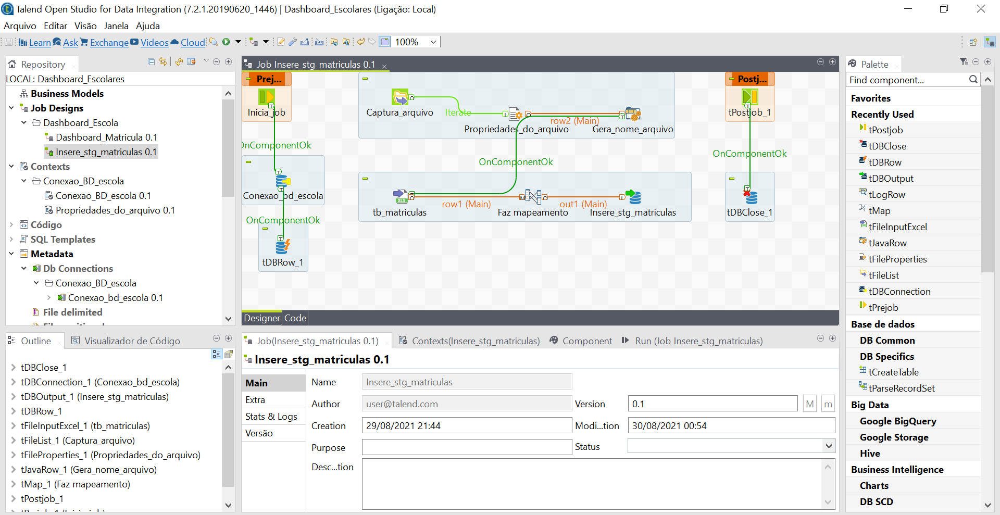 Talend Open Studio for Data Integration (7.2.1.20190620_1446) | Dashboard_Escolares (Ligação: Local)
Arquivo Editar Visão Janela Ajuda
Learn Ask Exchange Videos Cloud 100%
Repository
LOCAL: Dashboard_Escolares
Business Models
Job Designs
Dashboard_Escola
Dashboard_Matricula 0.1
Insere_stg_matriculas 0.1
Contexts
Conexao_BD_escola
Conexao_BD_escola 0.1
Propriedades_do_arquivo 0.1
Código
SQL Templates
Metadata
Db Connections
Conexao_BD_escola
Conexao_bd_escola 0.1
File delimited
Job Insere_stg_matriculas 0.1
Prej...
Inicia_job
OnComponentOk
Conexao_bd_escola
OnComponentOk
tDBRow_1
Captura_arquivo
Iterate
Propriedades_do_arquivo
row2 (Main)
Gera_nome_arquivo
OnComponentOk
XLS
tb_matriculas
row1 (Main)
Faz mapeamento
out1 (Main)
Insere_stg_matriculas
Postj...
tPostjob_1
OnComponentOk
tDBClose_1
Designer Code
Palette
Find component...
Favorites
Recently Used
tPostjob
tDBClose
tDBRow
tDBOutput
tLogRow
tMap
tFileInputExcel
tJavaRow
tFileProperties
tFileList
tDBConnection
tPrejob
Base de dados
DB Common
DB Specifics
tCreateTable
tParseRecordSet
Big Data
Google BigQuery
Google Storage
Hive
Business Intelligence
Charts
DB SCD
Outline Visualizador de Código
tDBClose_1
tDBConnection_1 (Conexao_bd_escola)
tDBOutput_1 (Insere_stg_matriculas)
tDBRow_1
tFileInputExcel_1 (tb_matriculas)
tFileList_1 (Captura_arquivo)
tFileProperties_1 (Propriedades_do_arquivo)
tJavaRow_1 (Gera_nome_arquivo)
tMap_1 (Faz mapeamento)
tPostjob_1
Job(Insere_stg_matriculas 0.1) Contexts(Insere_stg_matriculas) Component Run (Job Insere_stg_matriculas)
Insere_stg_matriculas 0.1
Main
Extra
Stats & Logs
Versão
Name Insere_stg_matriculas
Author user@talend.com Version 0.1 M m
Creation 29/08/2021 21:44 Modi...tion 30/08/2021 00:54
Purpose Status
Desc...tion